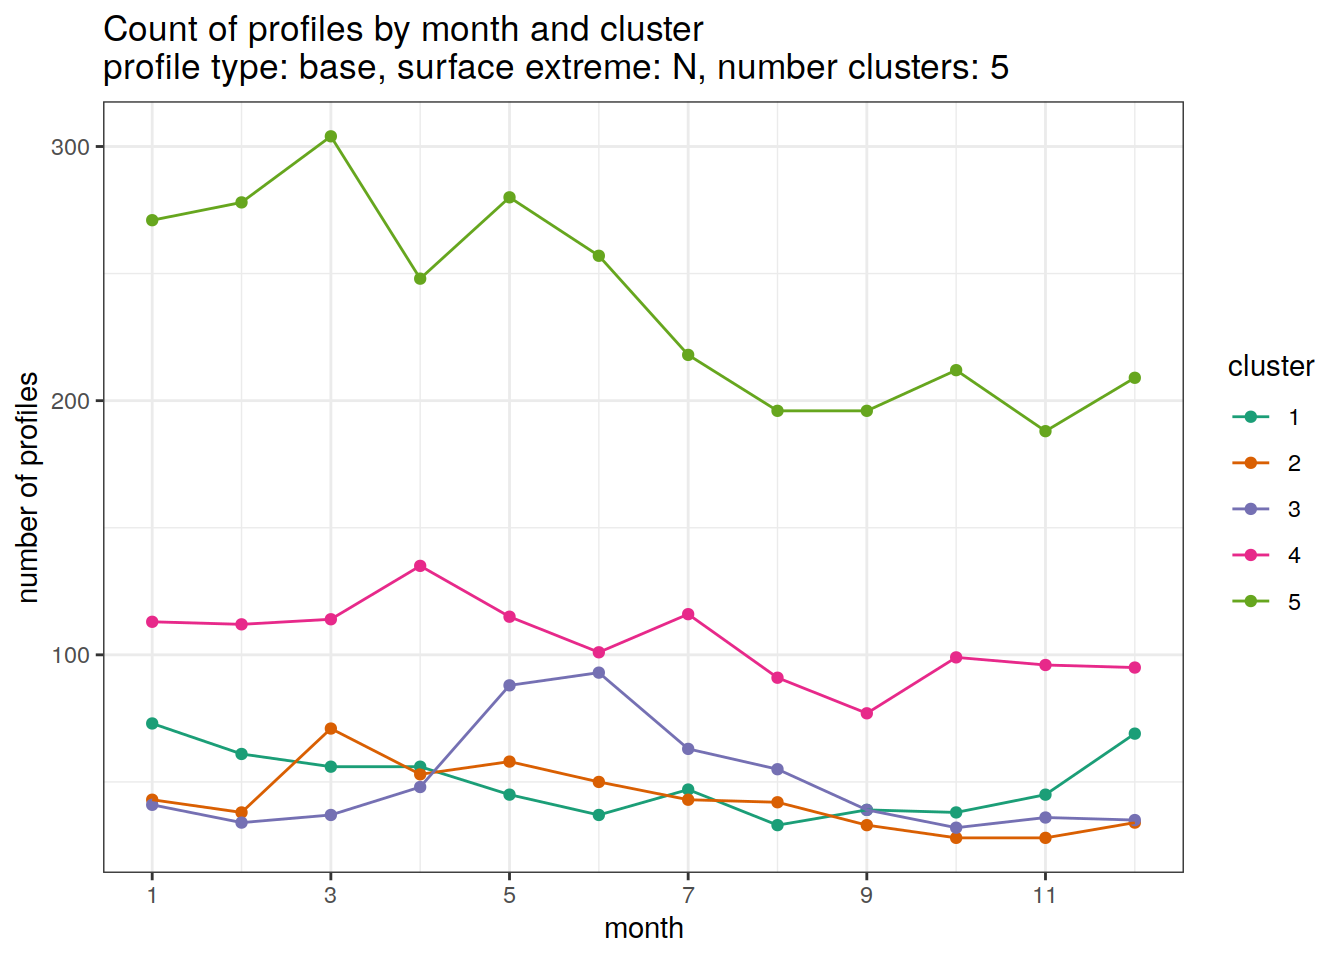 Count of profiles by month and cluster
profile type: base, surface extreme: N, number clusters: 5
300
200
100
number of profiles
1
3
5
7
9
11
month
cluster
1
2
3
4
5